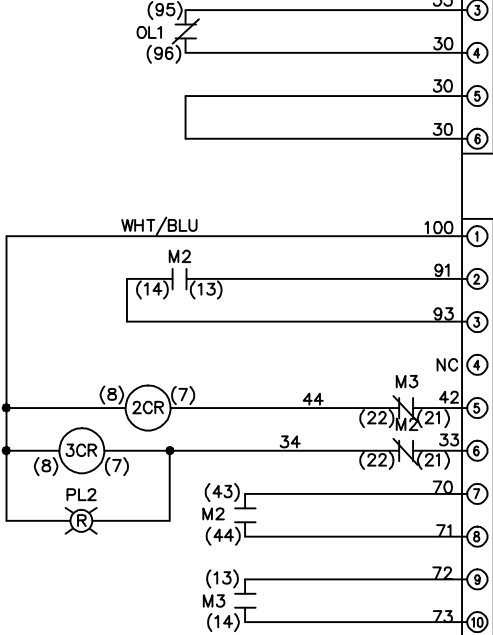 (95) 33 3
OL1
(96) 30 4
30 5
30 6
WHT/BLU 100 1
M2
(14) (13) 91 2
93 3
NC 4
M3
(8) 2CR (7) 44 (22) (21) 42 5
M2
(8) 3CR (7) 34 (22) (21) 33 6
PL2
R
(43) 70 7
M2
(44) 71 8
(13) 72 9
M3
(14) 73 10